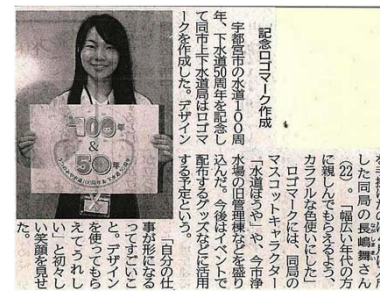 記念ロゴマーク作成
宇都宮市の水道100周
年、下水道50周年を記念し
て同市上下水道局はロゴマ
ークを作成した。デザイン
した同局の長嶋舞さん
(22)。「幅広い年代の方
に親しんでもらえるよう
カラフルな色使いにした」
ロゴマークには、同局の
マスコットキャラクター
「水道ぼうや」や、今市浄
水場の旧管理棟などを盛り
込んだ。今後はイベントで
配布するグッズなどに活用
する予定という。
「自分の仕
事が形になる
ってすごいこ
と。デザイン
を使ってもら
えてうれし
い」と初々し
い笑顔を見せ
た。
100年
&
50年